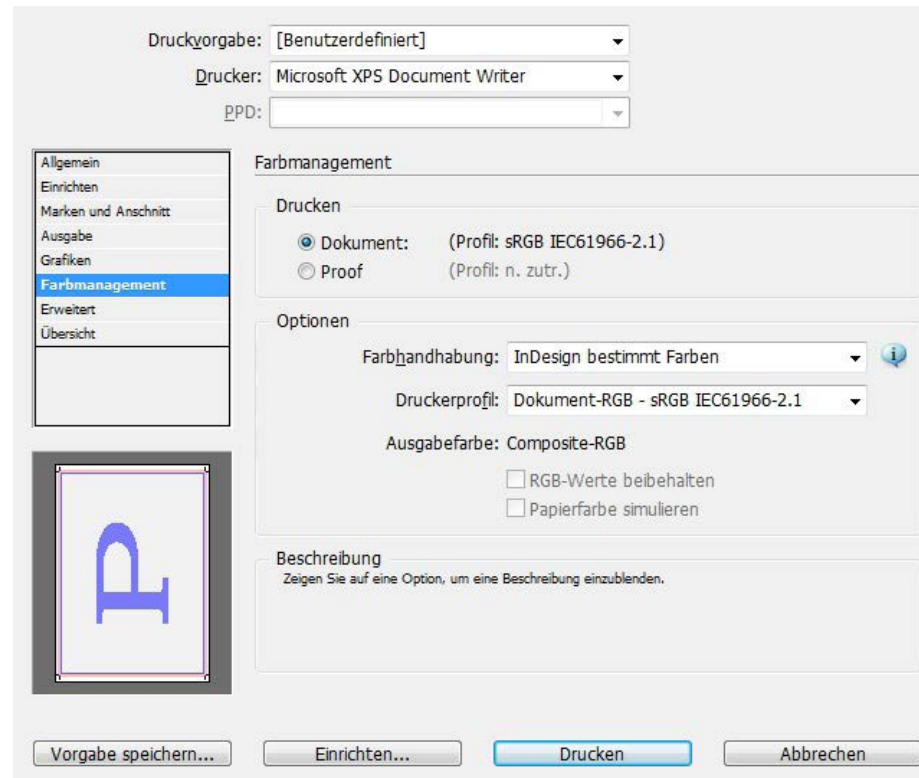 Druckvorgabe: [Benutzerdefiniert]
Drucker: Microsoft XPS Document Writer
PPD:
Allgemein
Einrichten
Marken und Anschnitt
Ausgabe
Grafiken
Farbmanagement
Erweitert
Übersicht
Farbmanagement
Drucken
Dokument: (Profil: sRGB IEC61966-2.1)
Proof (Profil: n. zutr.)
Optionen
Farbhandhabung: InDesign bestimmt Farben
Druckerprofil: Dokument-RGB - sRGB IEC61966-2.1
Ausgabefarbe: Composite-RGB
RGB-Werte beibehalten
Papierfarbe simulieren
Beschreibung
Zeigen Sie auf eine Option, um eine Beschreibung einzublenden.
P
Vorgabe speichern... Einrichten... Drucken Abbrechen